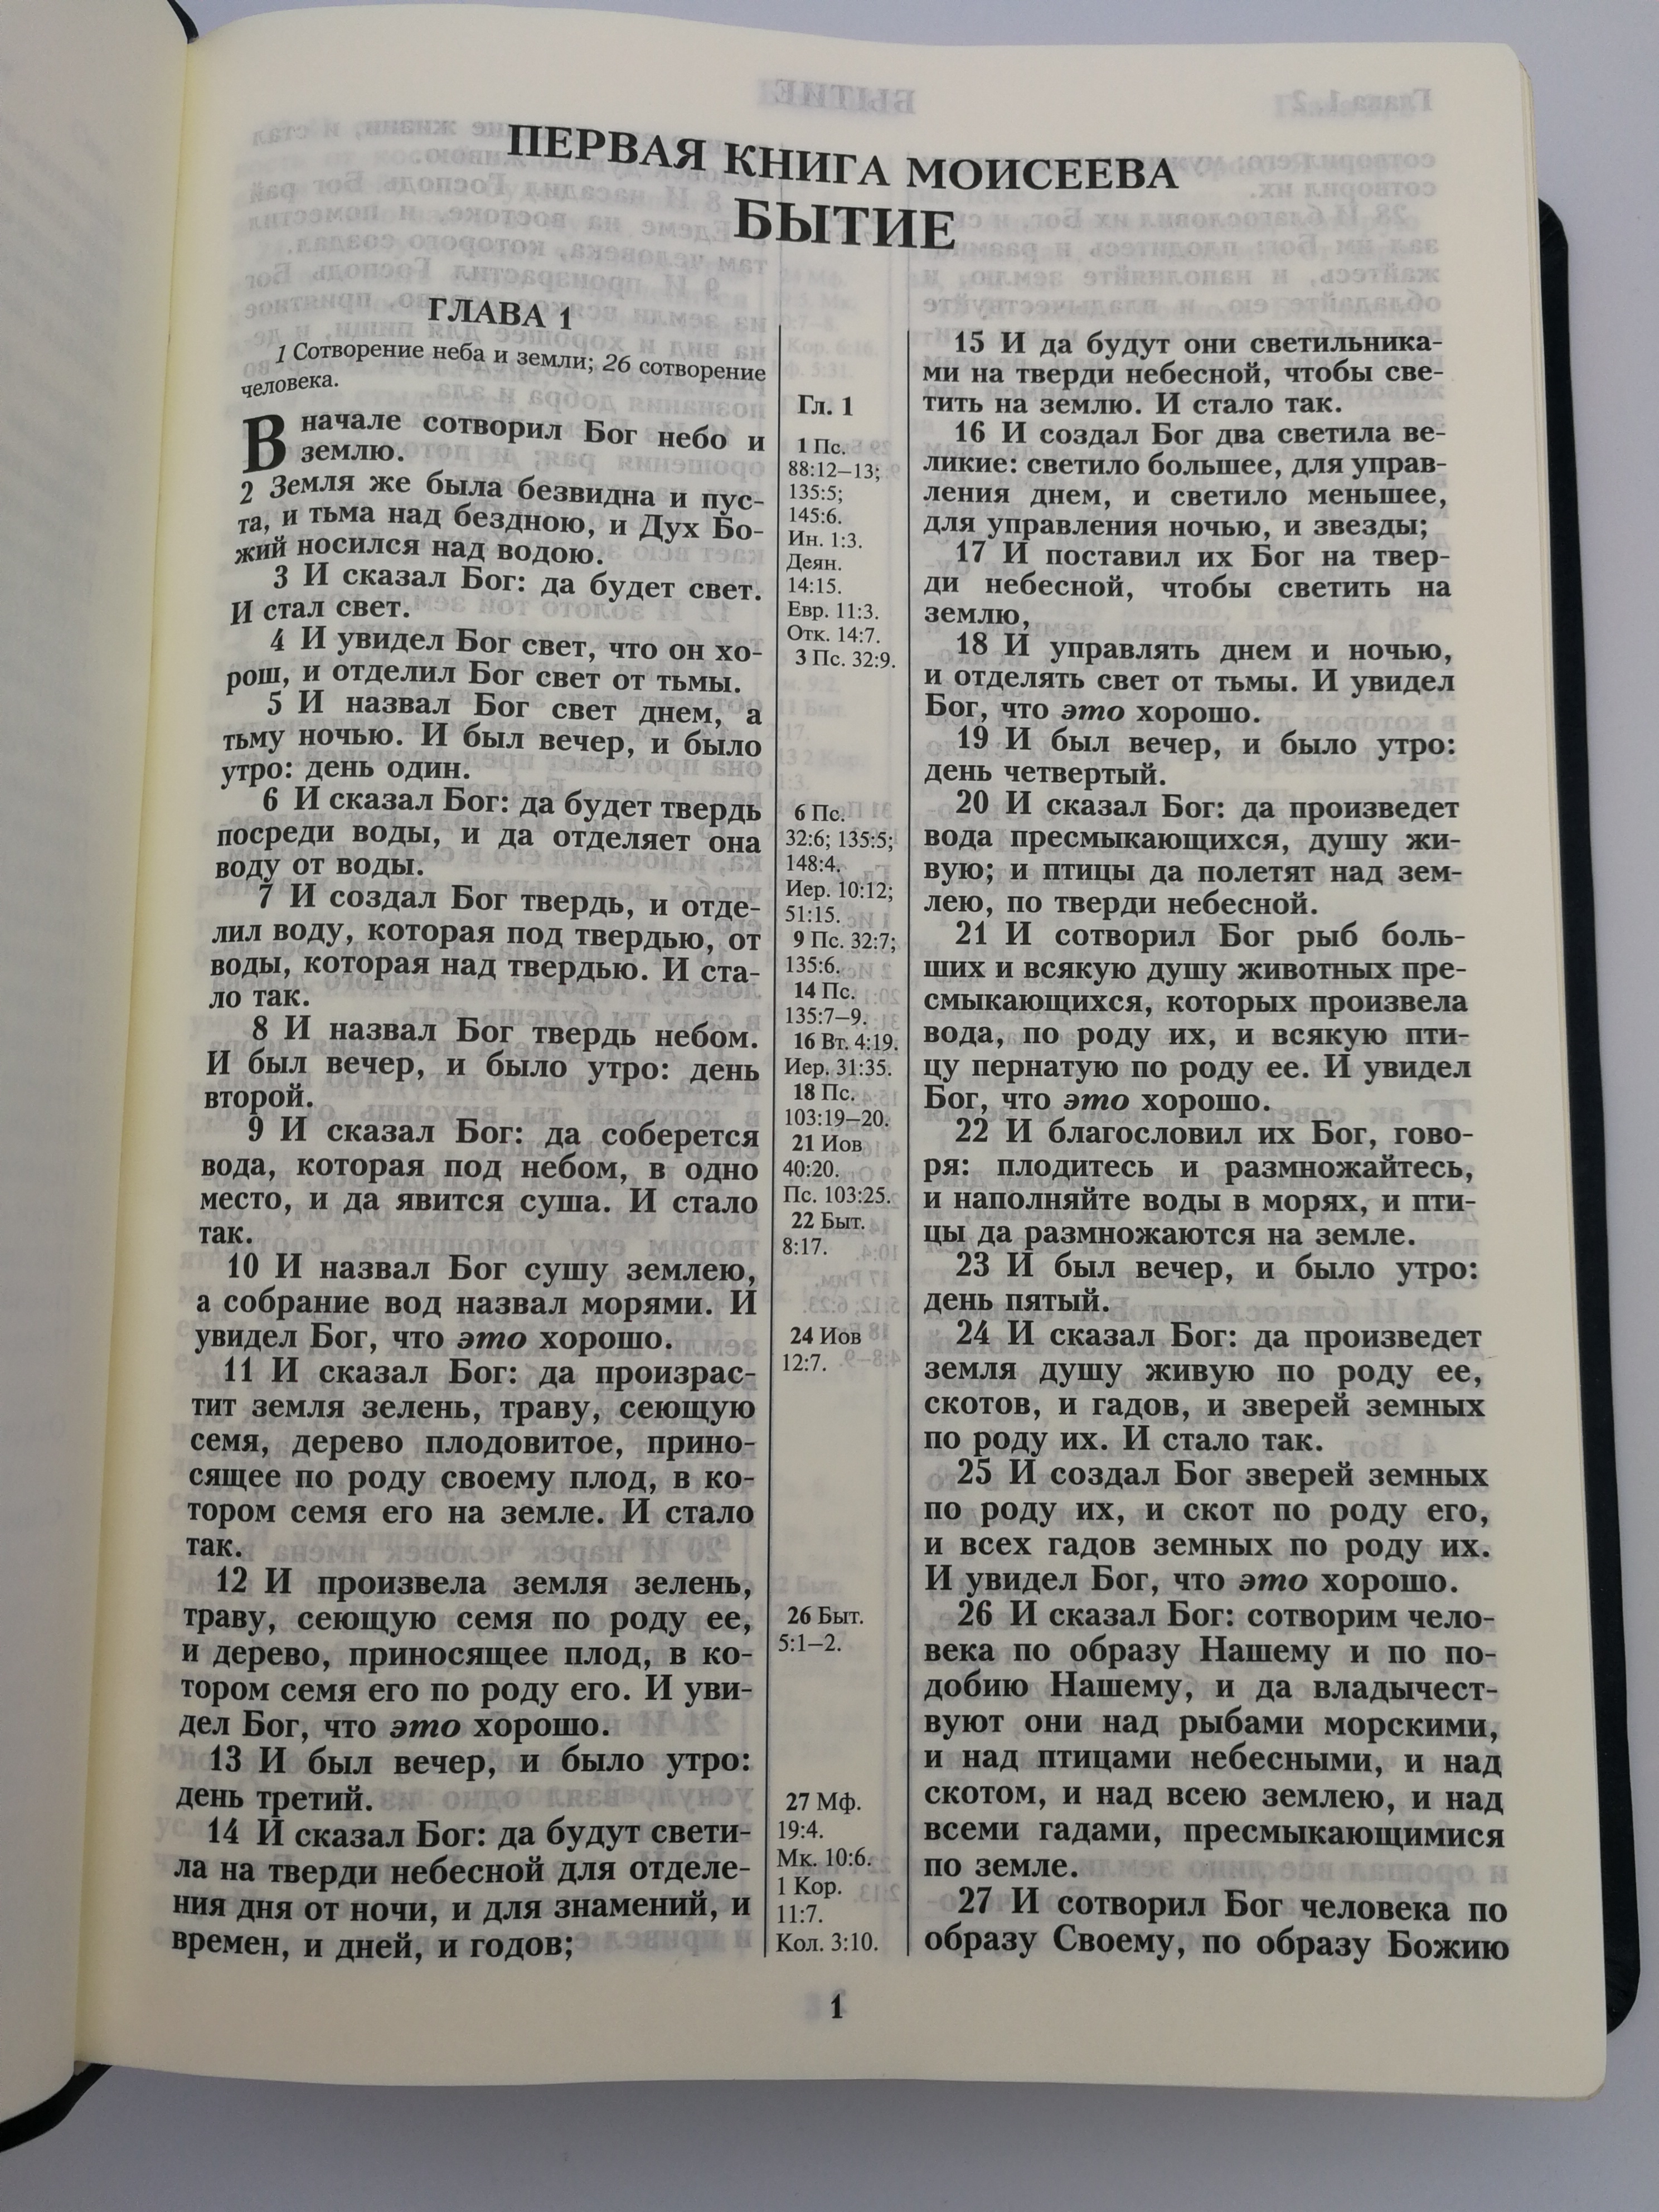 ПЕРВАЯ КНИГА МОИСЕЕВА
БЫТИЕ
ГЛАВА 1
1 Сотворение неба и земли; 26 сотворение
человека.
В начале сотворил Бог небо и
землю.
2 Земля же была безвидна и пус-
та, и тьма над бездною, и Дух Бо-
жий носился над водою.
3 И сказал Бог: да будет свет.
И стал свет.
4 И увидел Бог свет, что он хо-
рош, и отделил Бог свет от тьмы.
5 И назвал Бог свет днем, а
тьму ночью. И был вечер, и было
утро: день один.
6 И сказал Бог: да будет твердь
посреди воды, и да отделяет она
воду от воды.
7 И создал Бог твердь, и отде-
лил воду, которая под твердью, от
воды, которая над твердью. И ста-
ло так.
8 И назвал Бог твердь небом.
И был вечер, и было утро: день
второй.
9 И сказал Бог: да соберется
вода, которая под небом, в одно
место, и да явится суша. И стало
так.
10 И назвал Бог сушу землею,
а собрание вод назвал морями. И
увидел Бог, что это хорошо.
11 И сказал Бог: да произрас-
тит земля зелень, траву, сеющую
семя, дерево плодовитое, прино-
сящее по роду своему плод, в ко-
тором семя его на земле. И стало
так.
12 И произвела земля зелень,
траву, сеющую семя по роду ее,
и дерево, приносящее плод, в ко-
тором семя его по роду его. И уви-
дел Бог, что это хорошо.
13 И был вечер, и было утро:
день третий.
14 И сказал Бог: да будут свети-
ла на тверди небесной для отделе-
ния дня от ночи, и для знамений, и
времен, и дней, и годов;
Гл. 1
1 Пс.
88:12–13;
135:5;
145:6.
Ин. 1:3.
Деян.
14:15.
Евр. 11:3.
Отк. 14:7.
3 Пс. 32:9.
6 Пс.
32:6; 135:5;
148:4.
Иер. 10:12;
51:15.
9 Пс. 32:7;
135:6.
14 Пс.
135:7–9.
16 Вт. 4:19.
Иер. 31:35.
18 Пс.
103:19–20.
21 Иов
40:20.
Пс. 103:25.
22 Быт.
8:17.
24 Иов
12:7.
26 Быт.
5:1–2.
27 Мф.
19:4.
Мк. 10:6.
1 Кор.
11:7.
Кол. 3:10.
15 И да будут они светильника-
ми на тверди небесной, чтобы све-
тить на землю. И стало так.
16 И создал Бог два светила ве-
ликие: светило большее, для управ-
ления днем, и светило меньшее,
для управления ночью, и звезды;
17 И поставил их Бог на твер-
ди небесной, чтобы светить на
землю,
18 И управлять днем и ночью,
и отделять свет от тьмы. И увидел
Бог, что это хорошо.
19 И был вечер, и было утро:
день четвертый.
20 И сказал Бог: да произведет
вода пресмыкающихся, душу жи-
вую; и птицы да полетят над зем-
лею, по тверди небесной.
21 И сотворил Бог рыб боль-
ших и всякую душу животных пре-
смыкающихся, которых произвела
вода, по роду их, и всякую пти-
цу пернатую по роду ее. И увидел
Бог, что это хорошо.
22 И благословил их Бог, гово-
ря: плодитесь и размножайтесь,
и наполняйте воды в морях, и пти-
цы да размножаются на земле.
23 И был вечер, и было утро:
день пятый.
24 И сказал Бог: да произведет
земля душу живую по роду ее,
скотов, и гадов, и зверей земных
по роду их. И стало так.
25 И создал Бог зверей земных
по роду их, и скот по роду его,
и всех гадов земных по роду их.
И увидел Бог, что это хорошо.
26 И сказал Бог: сотворим чело-
века по образу Нашему и по по-
добию Нашему, и да владычест-
вуют они над рыбами морскими,
и над птицами небесными, и над
скотом, и над всею землею, и над
всеми гадами, пресмыкающимися
по земле.
27 И сотворил Бог человека по
образу Своему, по образу Божию
1